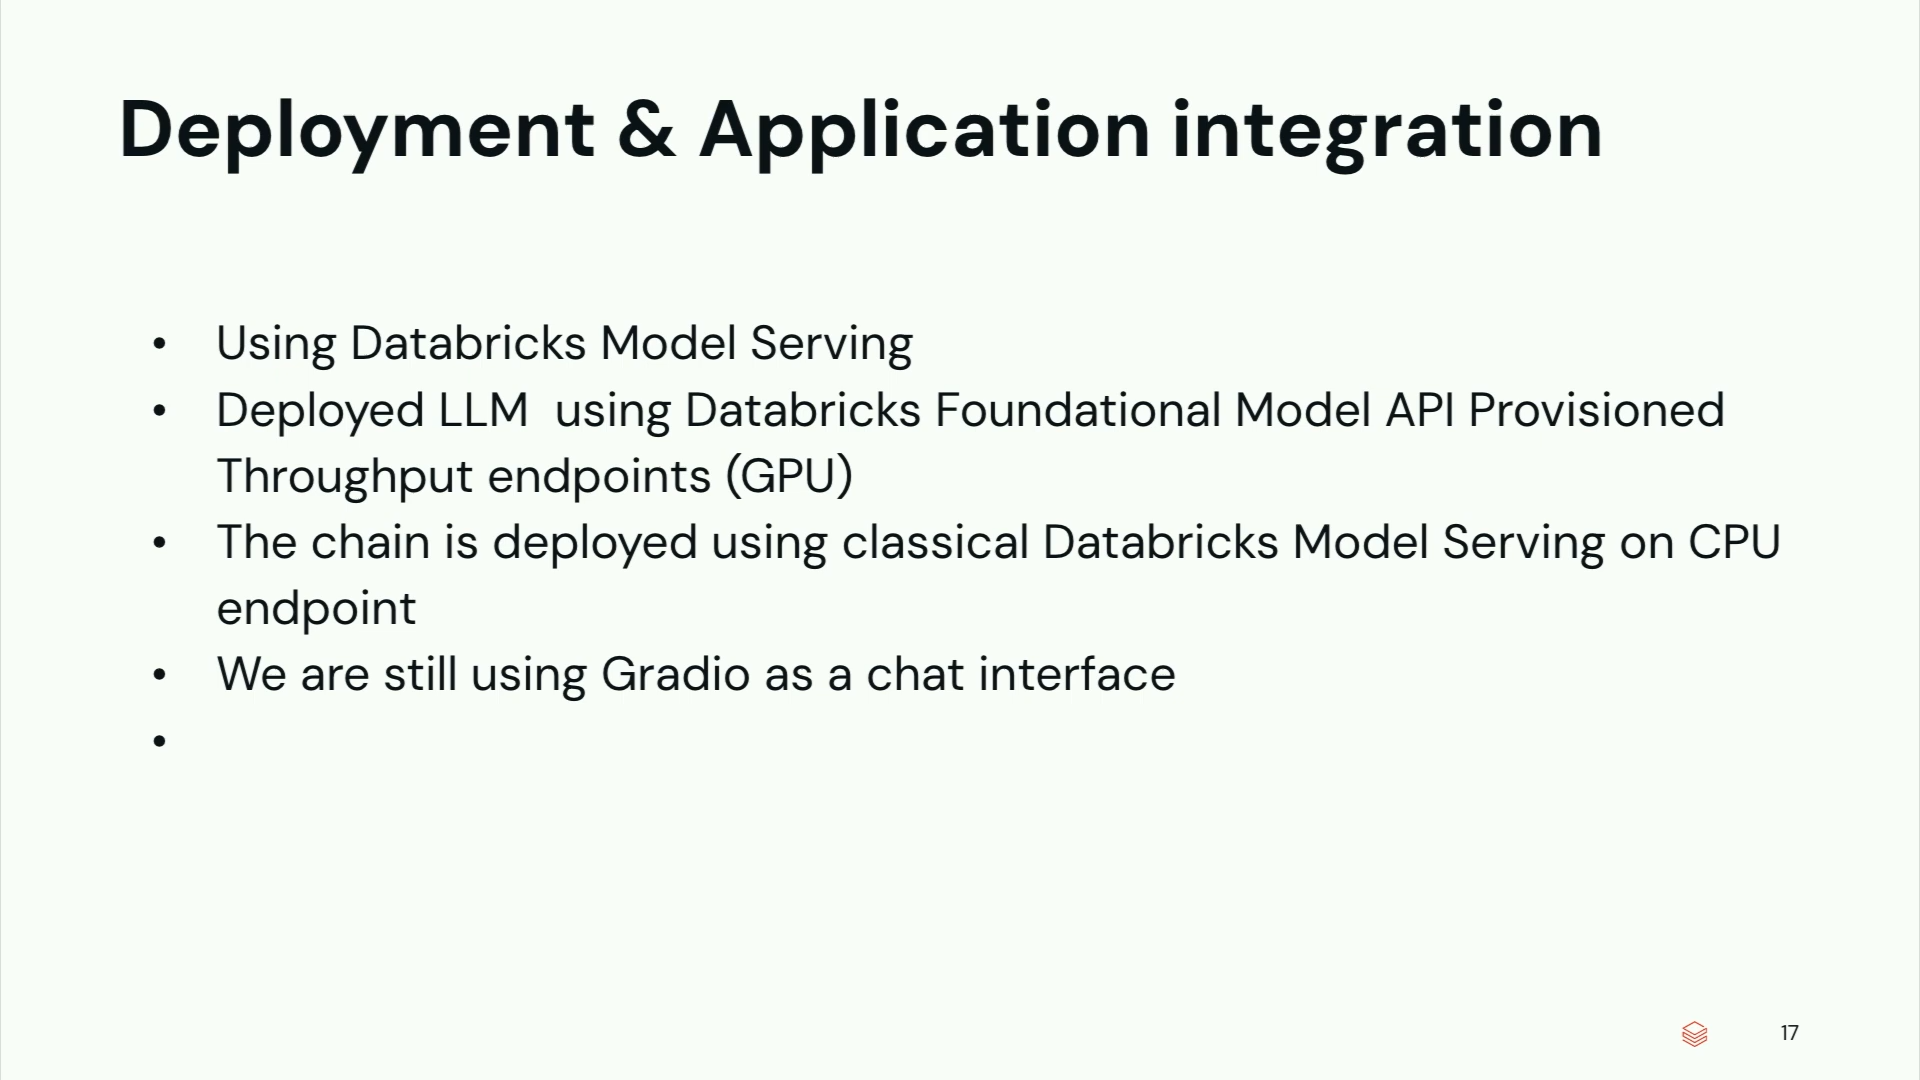 Deployment & Application integration
• Using Databricks Model Serving
• Deployed LLM  using Databricks Foundational Model API Provisioned
Throughput endpoints (GPU)
• The chain is deployed using classical Databricks Model Serving on CPU
endpoint
• We are still using Gradio as a chat interface
•
17